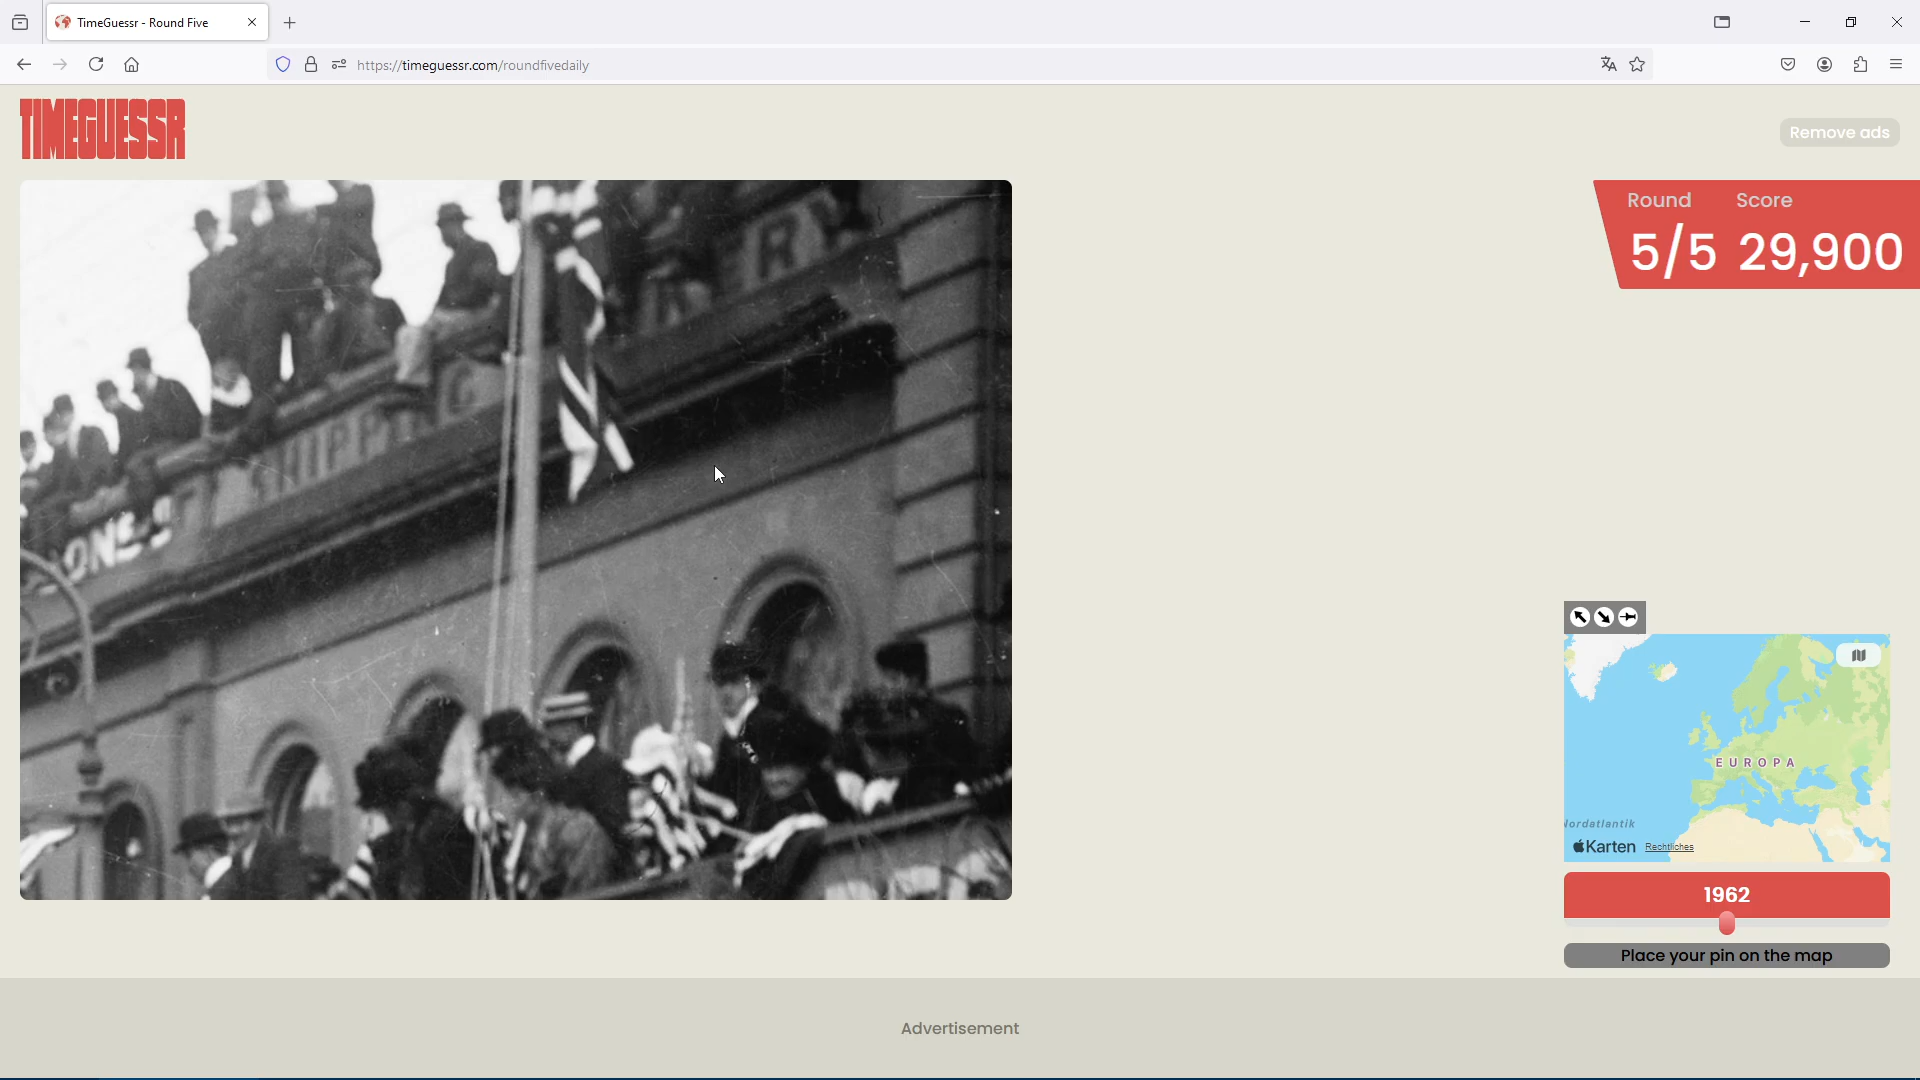 TimeGuessr - Round Five
https://timeguessr.com/roundfivedaily
TIMEGUESSR
Remove ads
Round Score
5/5 29,900
EUROPA
Nordatlantik
Karten Rechtliches
1962
Place your pin on the map
Advertisement